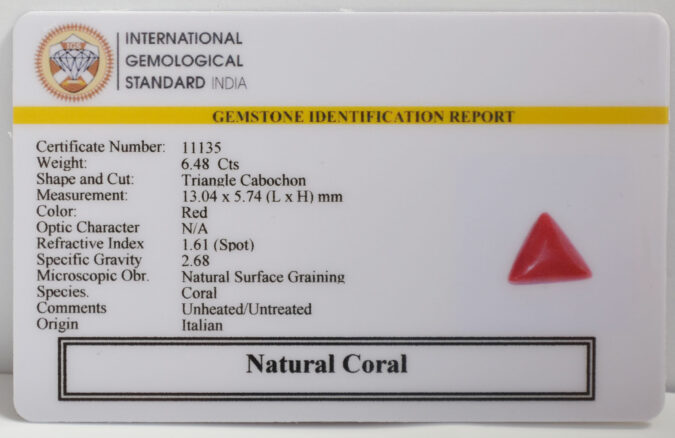 IGS
INTERNATIONAL
GEMOLOGICAL
STANDARD INDIA
GEMSTONE IDENTIFICATION REPORT
Certificate Number: 11135
Weight: 6.48 Cts
Shape and Cut: Triangle Cabochon
Measurement: 13.04 x 5.74 (L x H) mm
Color: Red
Optic Character N/A
Refractive Index 1.61 (Spot)
Specific Gravity 2.68
Microscopic Obr. Natural Surface Graining
Species. Coral
Comments Unheated/Untreated
Origin Italian
Natural Coral